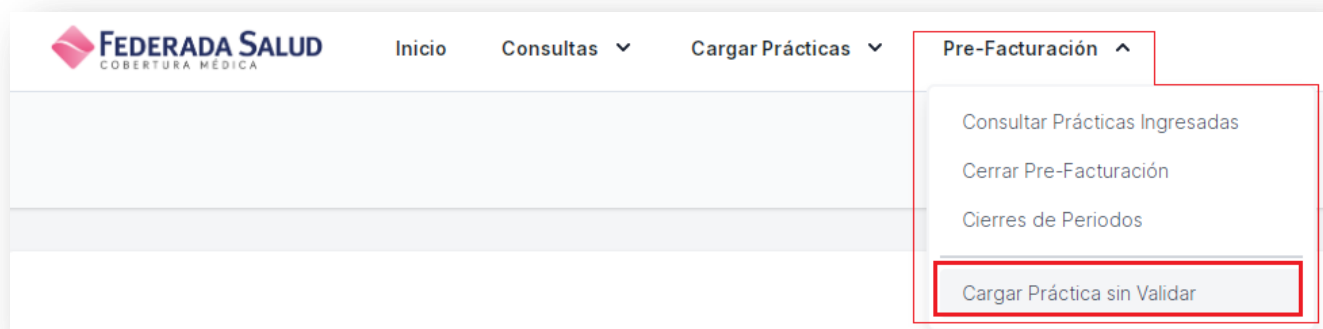 FEDERADA SALUD
COBERTURA MÉDICA
Inicio
Consultas
Cargar Prácticas
Pre-Facturación
Consultar Prácticas Ingresadas
Cerrar Pre-Facturación
Cierres de Periodos
Cargar Práctica sin Validar